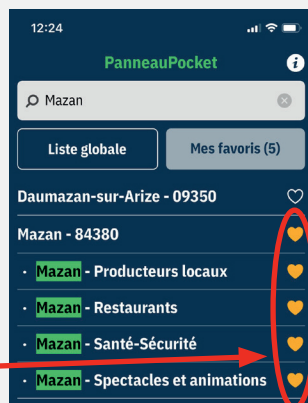 12:24
PanneauPocket
Mazan
Liste globale
Mes favoris (5)
Daumazan-sur-Arize - 09350
Mazan - 84380
· Mazan - Producteurs locaux
· Mazan - Restaurants
· Mazan - Santé-Sécurité
· Mazan - Spectacles et animations